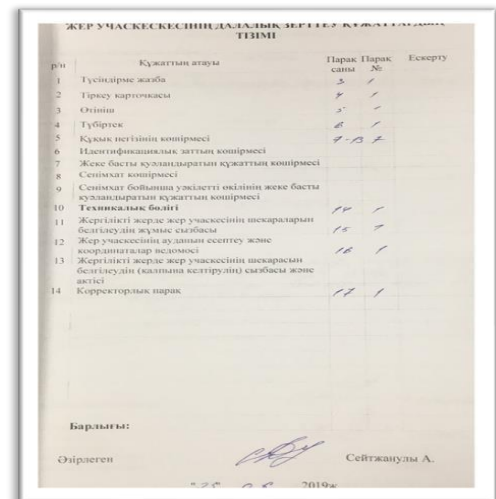 ЖЕР УЧАСКЕСКЕСІНІҢ ДАЛАЛЫҚ ЗЕРТТЕУ ҚҰЖАТТАРДЫҢ
ТІЗІМІ
р/н Құжаттың атауы Парақ саны Парақ № Ескерту
1 Түсіндірме жазба 3 1
2 Тіркеу карточкасы 4 1
3 Өтініш 5 1
4 Түбіртек 6 1
5 Құқық негізінің көшірмесі 7-13 7
6 Идентификациялық заттың көшірмесі
7 Жеке басты куәландыратын құжаттың көшірмесі
8 Сенімхат көшірмесі
9 Сенімхат бойынша уәкілетті өкілінің жеке басты
куәландыратын құжаттың көшірмесі
10 Техникалық бөлігі 14 1
11 Жергілікті жерде жер учаскесінің шекараларын
белгілеудің жұмыс сызбасы 15 1
12 Жер учаскесінің ауданын есептеу және
координаталар ведомосі 16 1
13 Жергілікті жерде жер учаскесінің шекарасын
белгілеудің (қалпына келтірудің) сызбасы және
актісі
14 Корректорлық парақ 17 1
Барлығы:
Әзірлеген Сейтжанұлы А.
2019ж